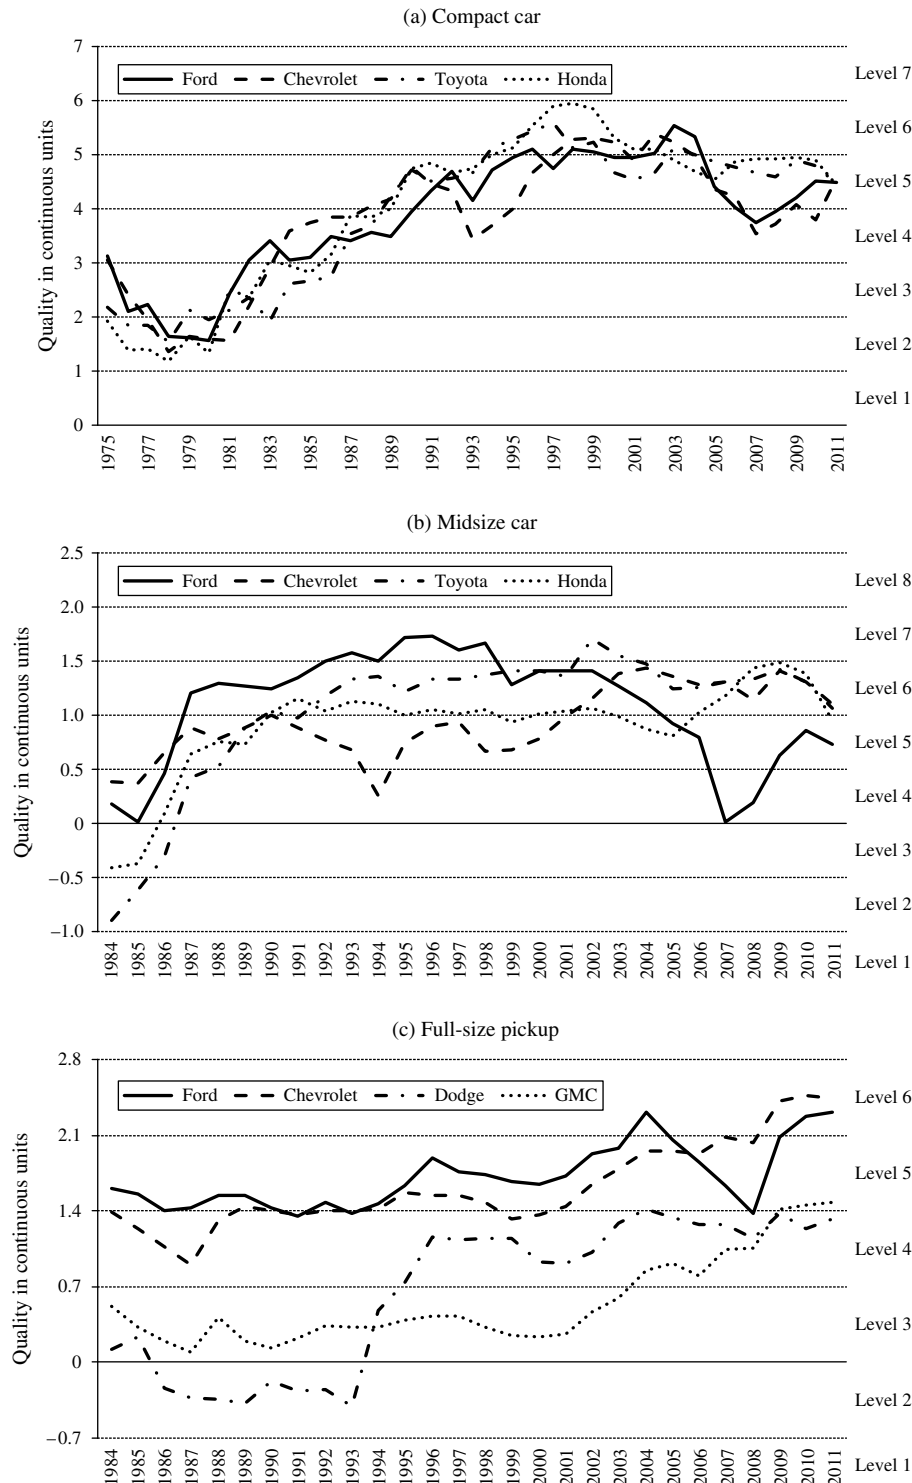 (a) Compact car
Quality in continuous units
7
6
5
4
3
2
1
0
Ford Chevrolet Toyota Honda
Level 7
Level 6
Level 5
Level 4
Level 3
Level 2
Level 1
1975 1977 1979 1981 1983 1985 1987 1989 1991 1993 1995 1997 1999 2001 2003 2005 2007 2009 2011
(b) Midsize car
Quality in continuous units
2.5
2.0
1.5
1.0
0.5
0
−0.5
−1.0
Ford Chevrolet Toyota Honda
Level 8
Level 7
Level 6
Level 5
Level 4
Level 3
Level 2
Level 1
1984 1985 1986 1987 1988 1989 1990 1991 1992 1993 1994 1995 1996 1997 1998 1999 2000 2001 2002 2003 2004 2005 2006 2007 2008 2009 2010 2011
(c) Full-size pickup
Quality in continuous units
2.8
2.1
1.4
0.7
0
−0.7
Ford Chevrolet Dodge GMC
Level 6
Level 5
Level 4
Level 3
Level 2
Level 1
1984 1985 1986 1987 1988 1989 1990 1991 1992 1993 1994 1995 1996 1997 1998 1999 2000 2001 2002 2003 2004 2005 2006 2007 2008 2009 2010 2011